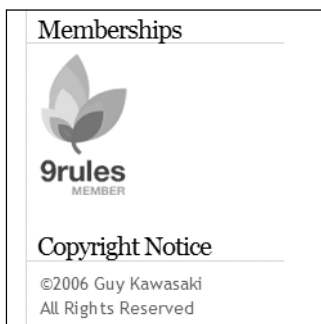 Memberships
9rules
MEMBER
Copyright Notice
©2006 Guy Kawasaki
All Rights Reserved